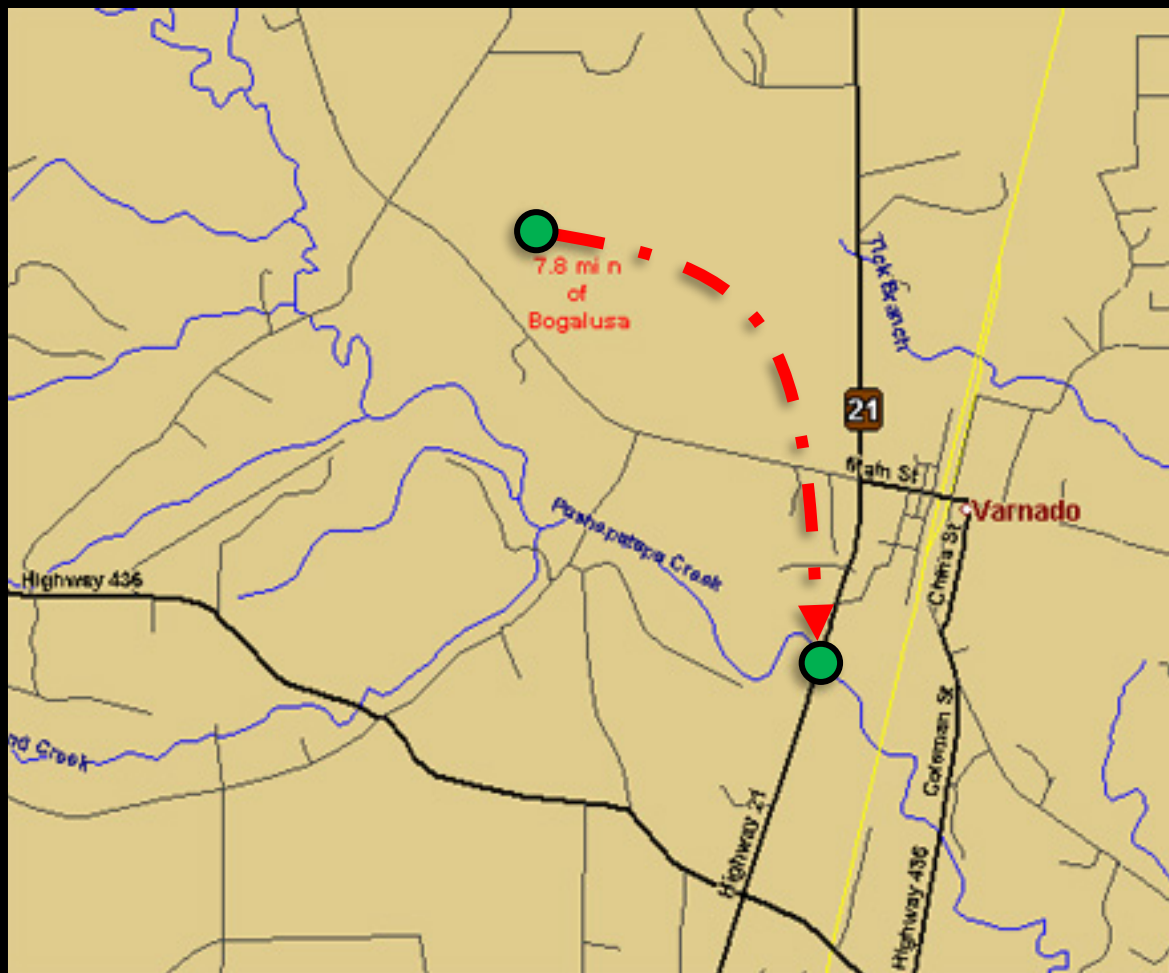 Tick Branch
7.8 mi n
of
Bogalusa
21
Main St
Varnado
Pushepatapa Creek
China St
Highway 436
nd Creek
Coleman St
Highway 21
Highway 436